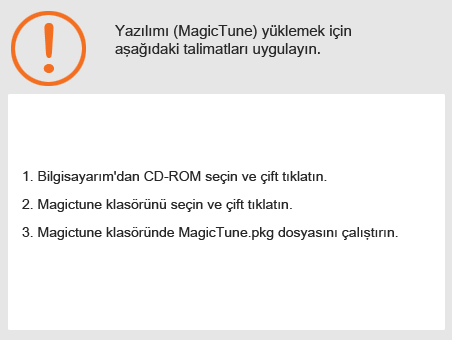 Yazılımı (MagicTune) yüklemek için
aşağıdaki talimatları uygulayın.
1. Bilgisayarım'dan CD-ROM seçin ve çift tıklatın.
2. Magictune klasörünü seçin ve çift tıklatın.
3. Magictune klasöründe MagicTune.pkg dosyasını çalıştırın.